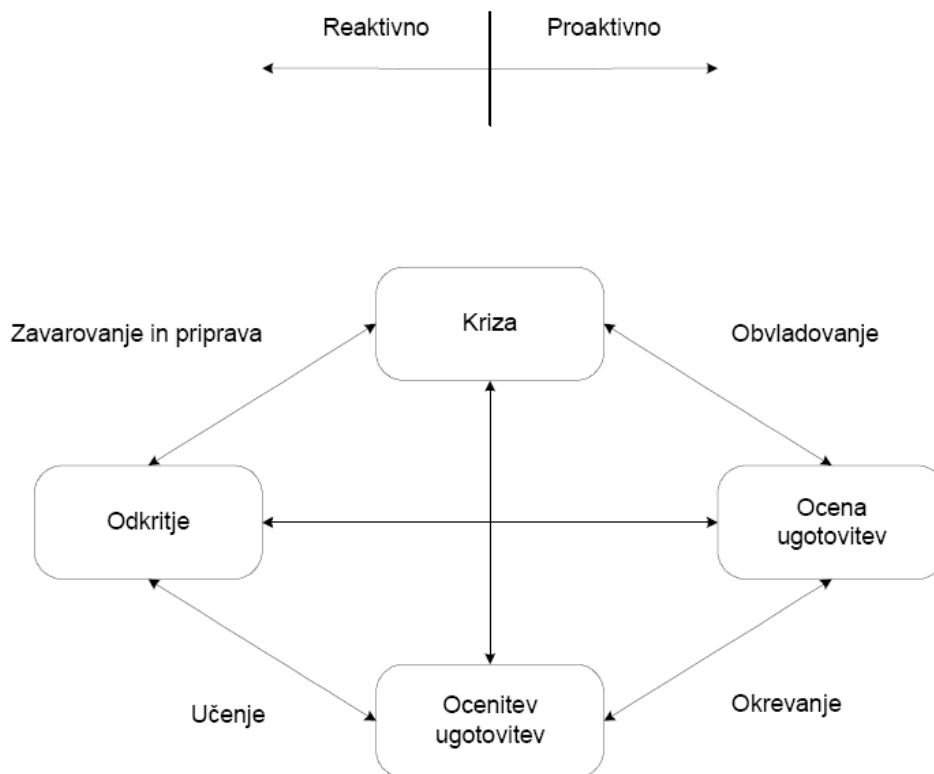 Reaktivno
Proaktivno
Kriza
Zavarovanje in priprava
Obvladovanje
Odkritje
Ocena
ugotovitev
Učenje
Ocenitev
ugotovitev
Okrevanje